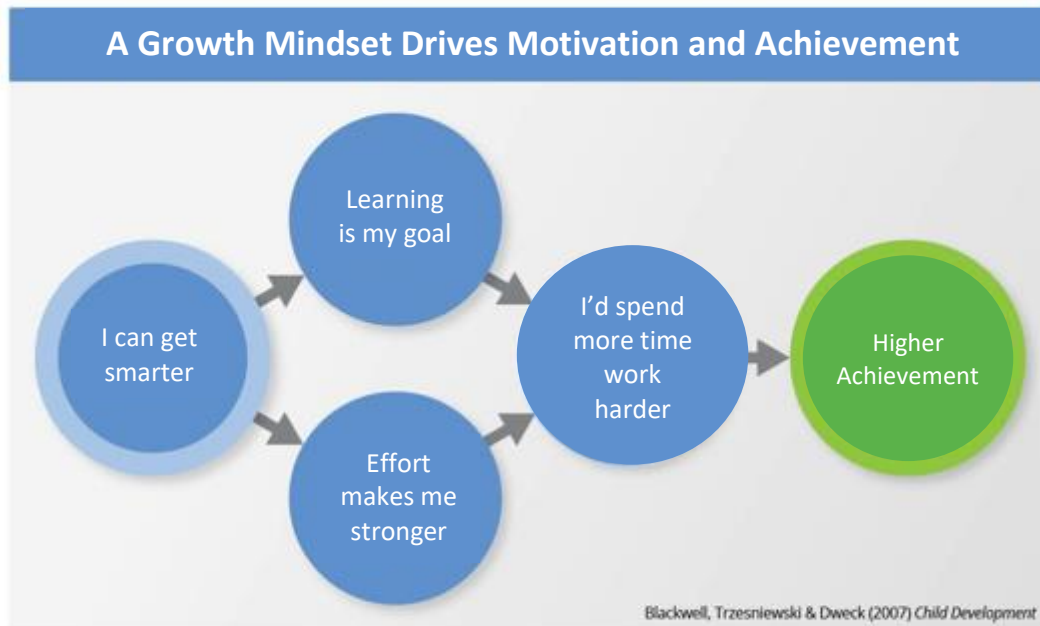 A Growth Mindset Drives Motivation and Achievement
Learning
is my goal
I can get
smarter
Effort
makes me
stronger
I’d spend
more time
work
harder
Higher
Achievement
Blackwell, Trzesniewski & Dweck (2007) Child Development